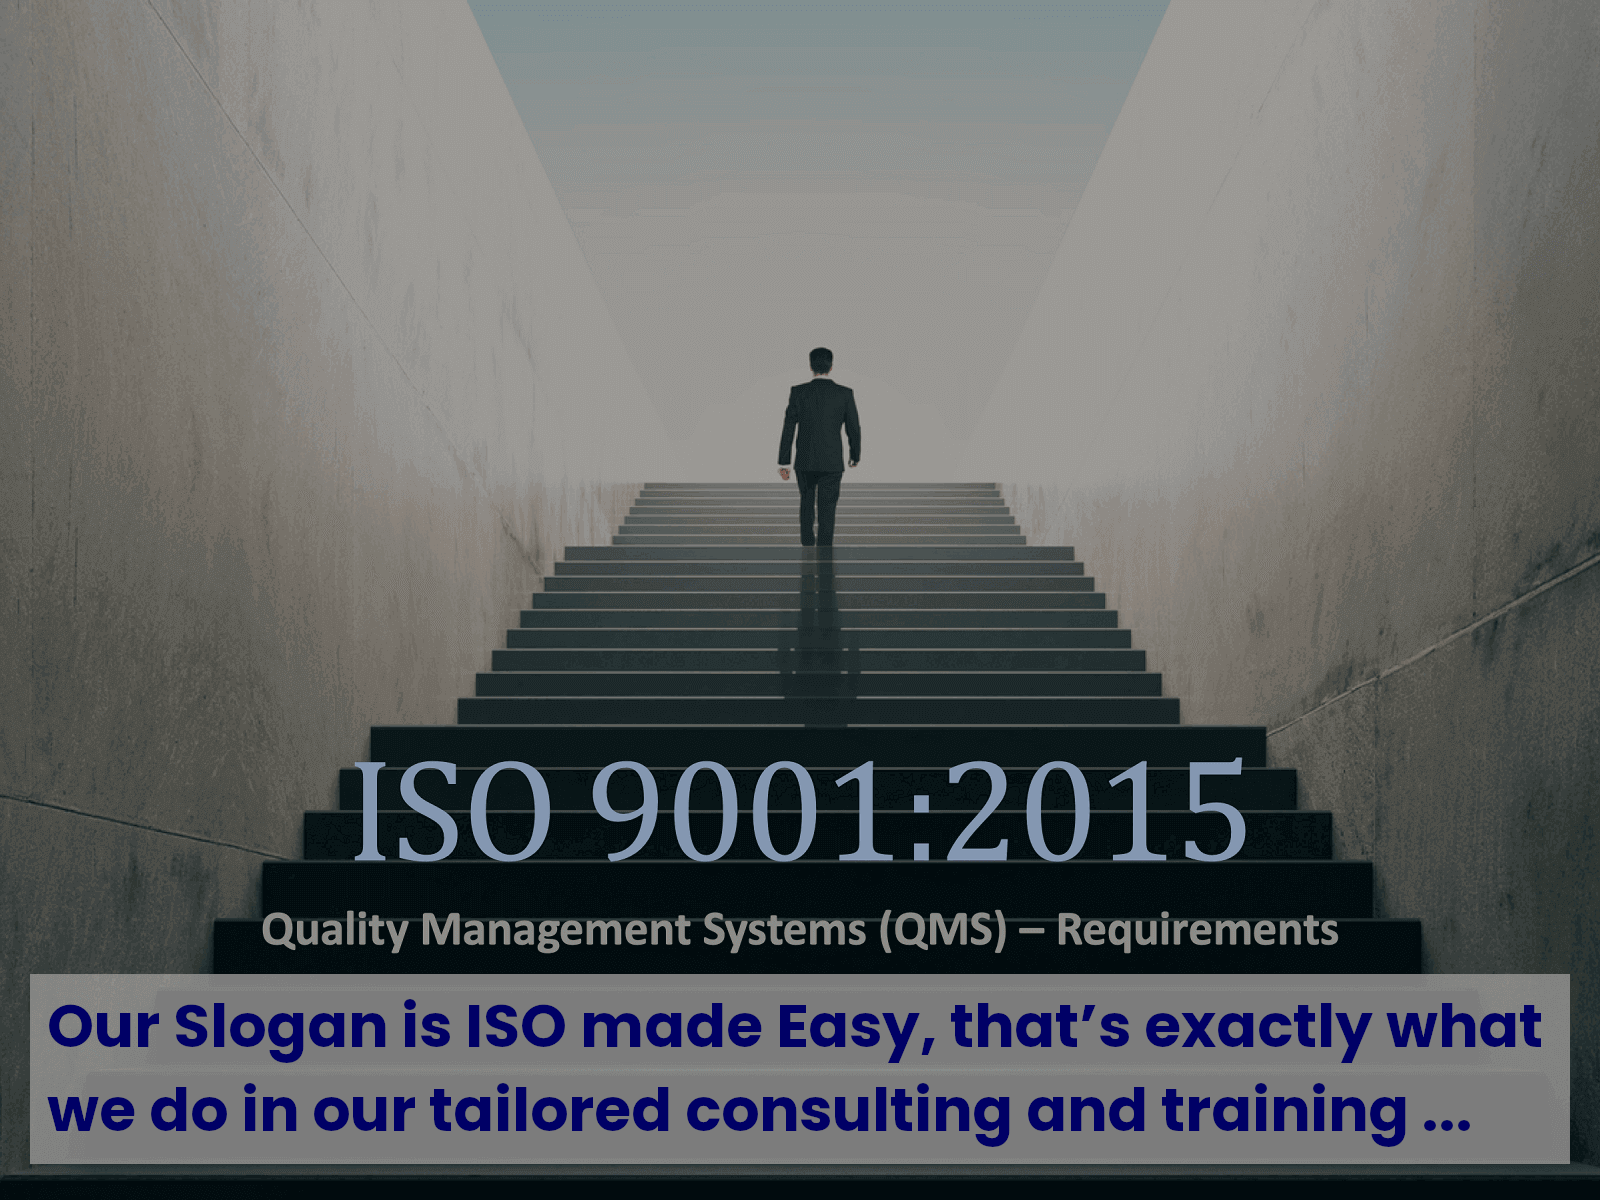 ISO 9001:2015
Quality Management Systems (QMS) – Requirements
Our Slogan is ISO made Easy, that’s exactly what
we do in our tailored consulting and training ...